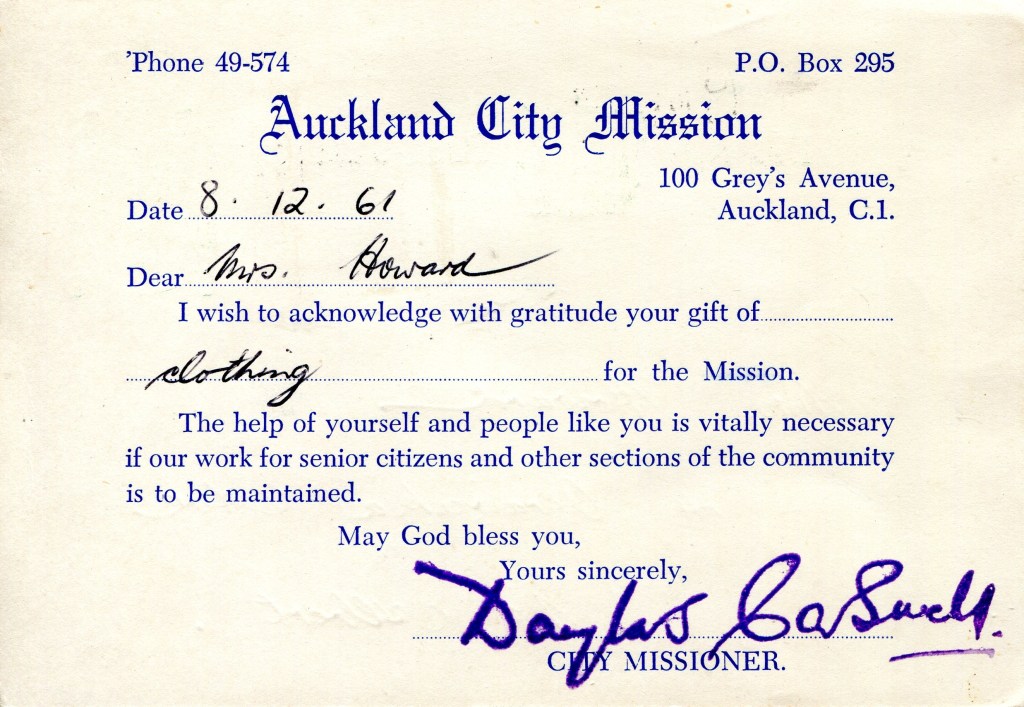 'Phone 49-574 P.O. Box 295
Auckland City Mission
100 Grey's Avenue,
Auckland, C.1.
Date 8. 12. 61
Dear Mrs. Howard
I wish to acknowledge with gratitude your gift of
clothing for the Mission.
The help of yourself and people like you is vitally necessary
if our work for senior citizens and other sections of the community
is to be maintained.
May God bless you,
Yours sincerely,
Douglas Caswell.
CITY MISSIONER.